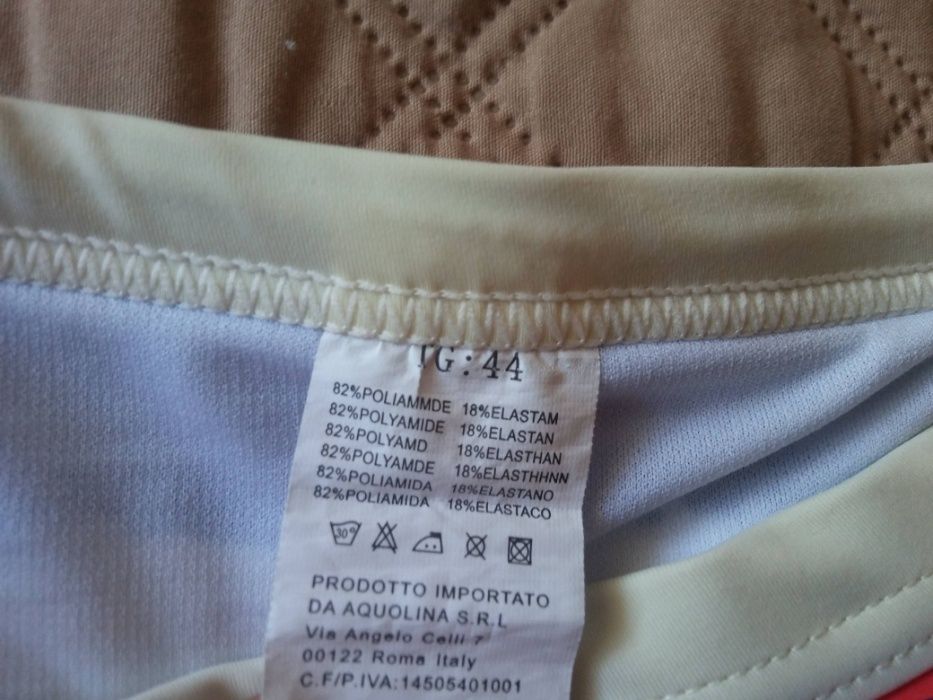 TG:44
82%POLIAMMDE 18%ELASTAM
82%POLYAMIDE 18%ELASTAN
82%POLYAMD 18%ELASTHAN
82%POLYAMDE 18%ELASTHHNN
82%POLIAMIDA 18%ELASTANO
82%POLIAMIDA 18%ELASTACO
30°
PRODOTTO IMPORTATO
DA AQUOLINA S.R.L
Via Angelo Celli 7
00122 Roma Italy
C.F/P.IVA:14505401001